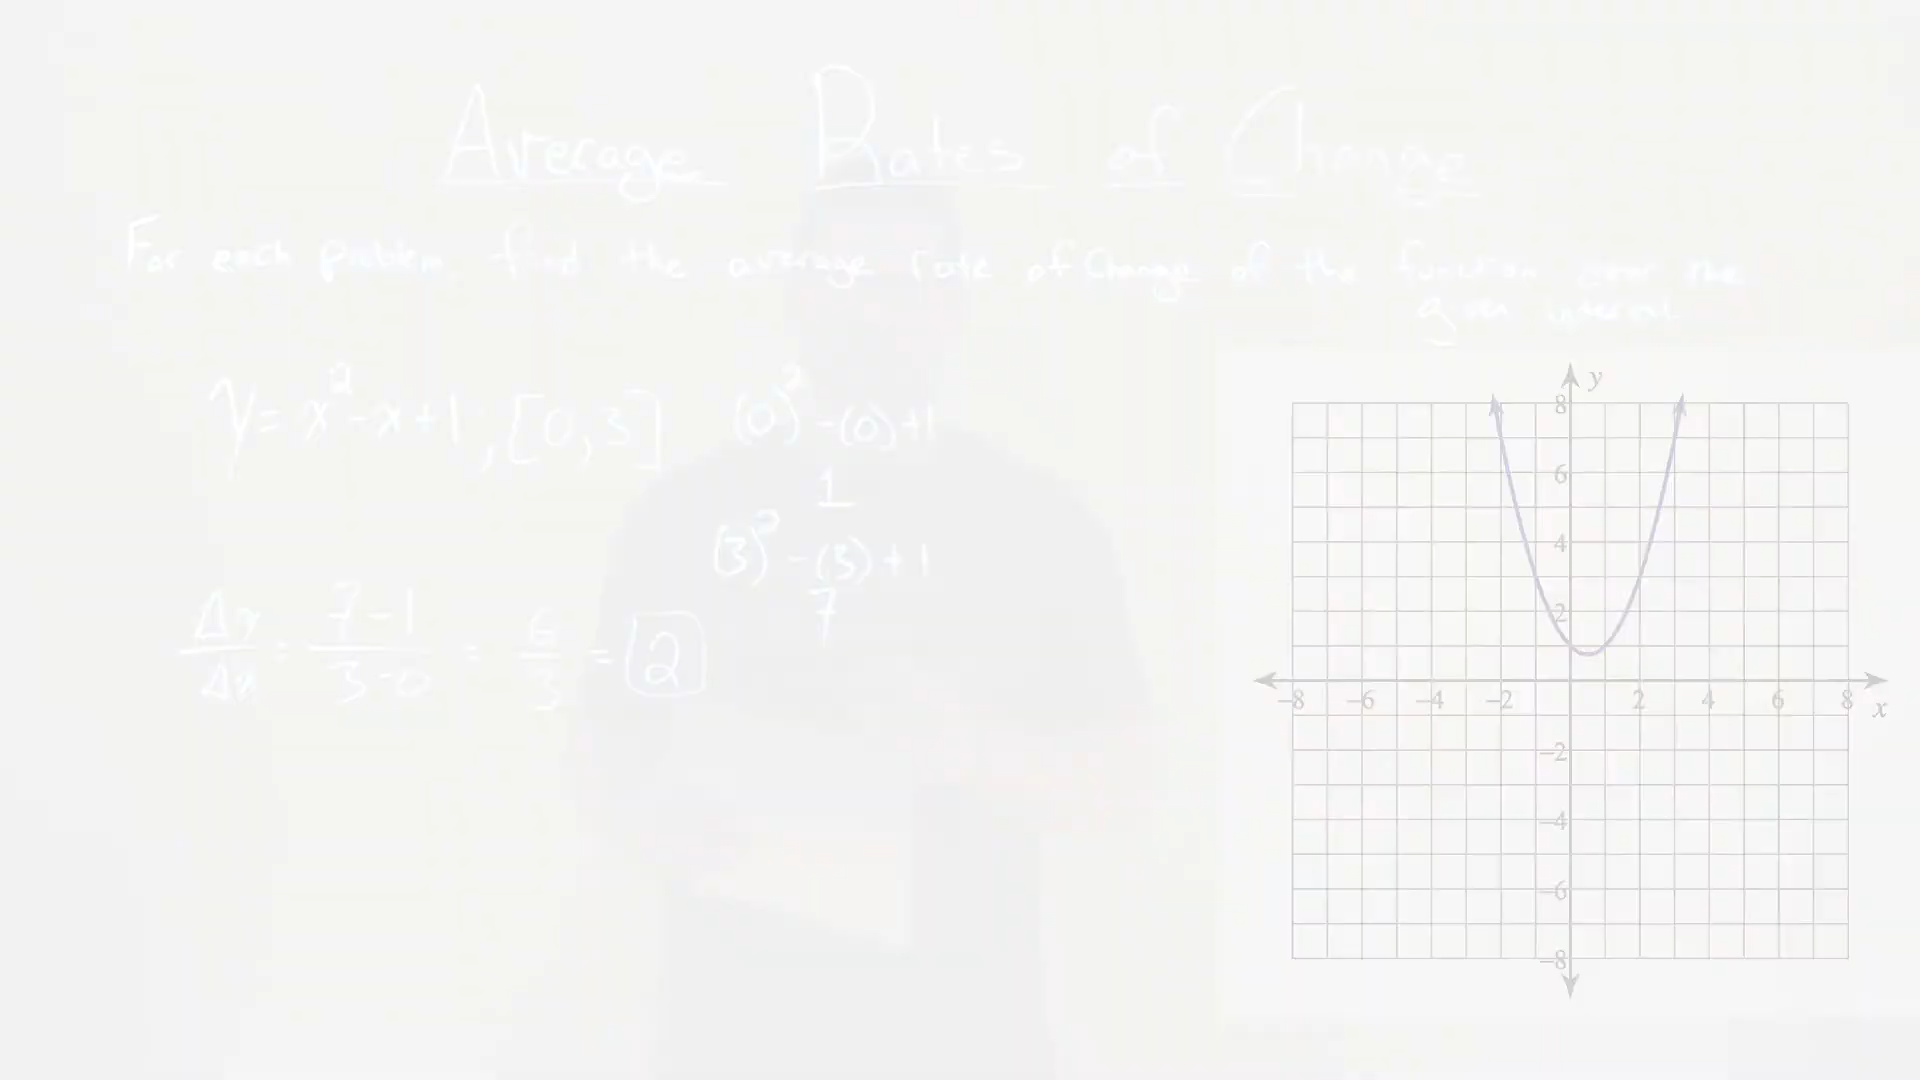 Average Rates of Change
For each problem find the average rate of change of the function over the
given interval
y = x² - x + 1 ; [0, 3]
(0)² - (0) + 1
1
(3)² - (3) + 1
7
Δy/Δx = 7 - 1/3 - 0 = 6/3 = 2
y
8
6
4
2
-8 -6 -4 -2 2 4 6 8
x
-2
-4
-6
-8